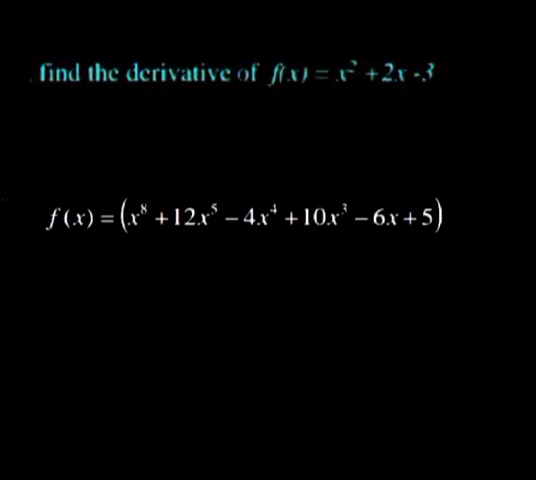 find the derivative of f(x) = x² + 2x - 3
f(x) = (x⁸ + 12x⁵ – 4x⁴ + 10x³ – 6x + 5)